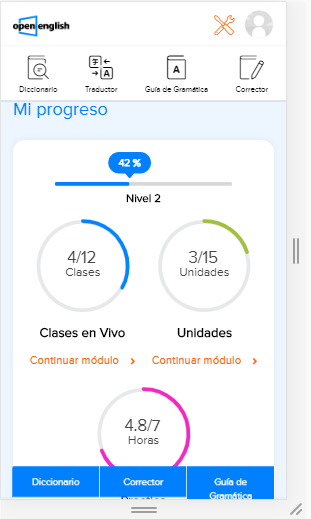 open english
Diccionario
Traductor
Guía de Gramática
Corrector
Mi progreso
42 %
Nivel 2
4/12
Clases
3/15
Unidades
Clases en Vivo
Unidades
Continuar módulo >
Continuar módulo >
4.8/7
Horas
Diccionario
Corrector
Guía de
Gramática